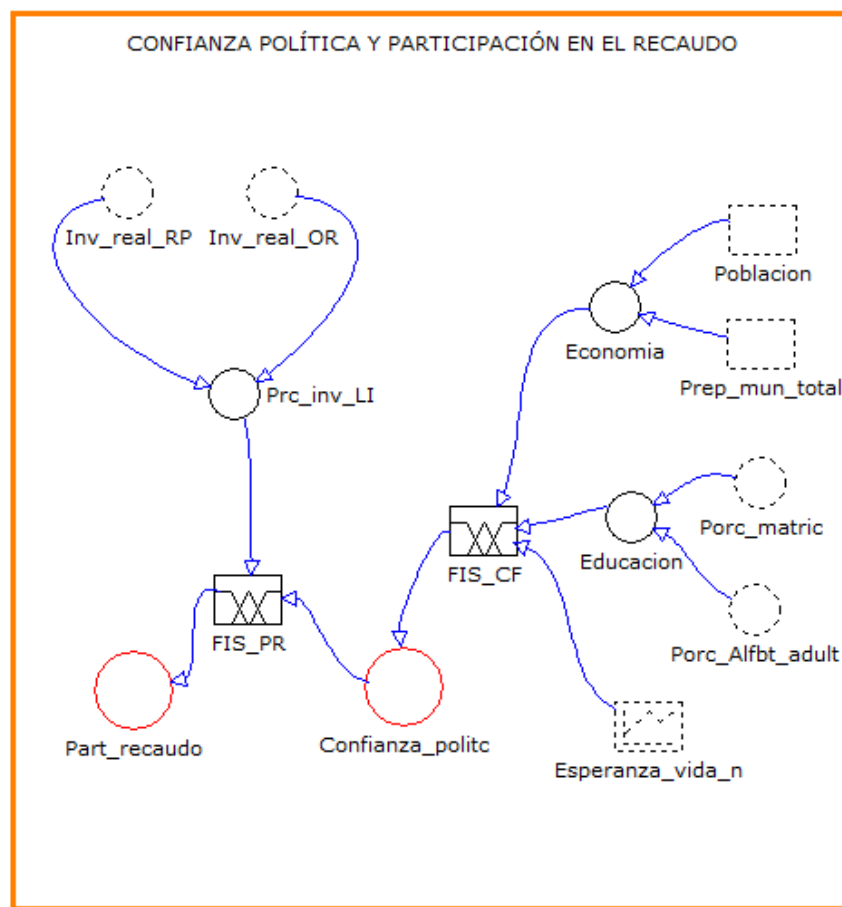 CONFIANZA POLÍTICA Y PARTICIPACIÓN EN EL RECAUDO
Inv_real_RP
Inv_real_OR
Poblacion
Economia
Prep_mun_total
Prc_inv_LI
Porc_matric
Educacion
FIS_CF
FIS_PR
Porc_Alfbt_adult
Part_recaudo
Confianza_politc
Esperanza_vida_n